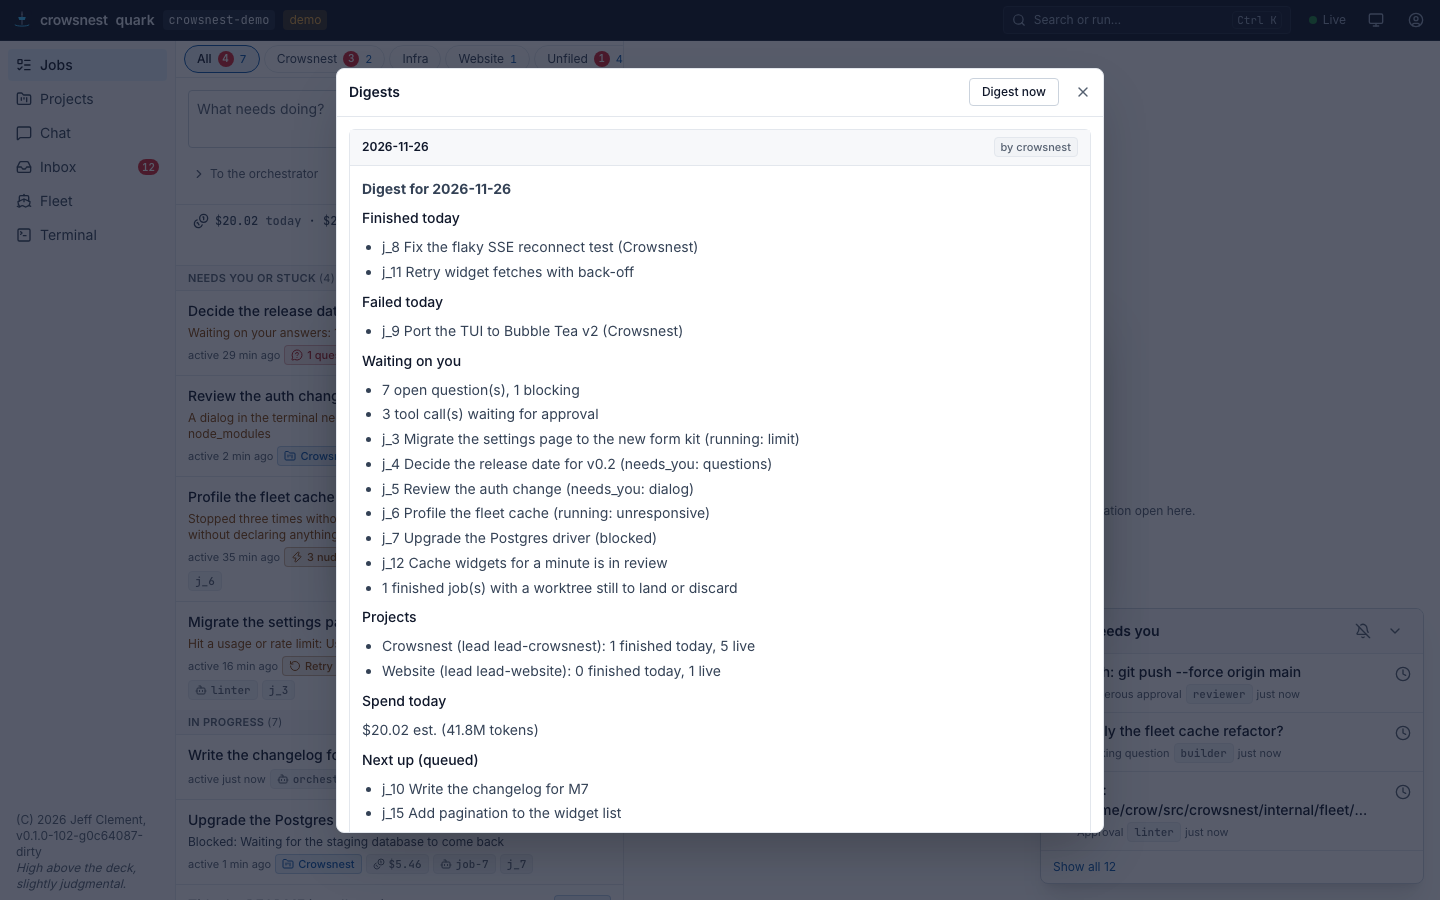 crowsnest quark crowsnest-demo demo
Search or run... Ctrl K
Live
Jobs
Projects
Chat
Inbox 12
Fleet
Terminal
(C) 2026 Jeff Clement,
v0.1.0-102-g0c64087-
dirty
High above the deck,
slightly judgmental.
All 4 7 Crowsnest 3 2 Infra Website 1 Unfiled 1 4
What needs doing?
To the orchestrator
$20.02 today ·
NEEDS YOU OR STUCK (4)
Decide the release
Waiting on your answers:
active 29 min ago 1
Review the auth
A dialog in the terminal
node_modules
active 2 min ago
Profile the fleet cache
Stopped three times
without declaring
active 35 min ago 3
j_6
Migrate the settings
Hit a usage or rate limit:
active 16 min ago Retry
linter j_3
IN PROGRESS (7)
Write the changelog
active just now
Upgrade the Postgres
Blocked: Waiting for the staging database to come back
active 1 min ago Crowsnest $5.46 job-7 j_7
Digests
Digest now
2026-11-26 by crowsnest
Digest for 2026-11-26
Finished today
j_8 Fix the flaky SSE reconnect test (Crowsnest)
j_11 Retry widget fetches with back-off
Failed today
j_9 Port the TUI to Bubble Tea v2 (Crowsnest)
Waiting on you
7 open question(s), 1 blocking
3 tool call(s) waiting for approval
j_3 Migrate the settings page to the new form kit (running: limit)
j_4 Decide the release date for v0.2 (needs_you: questions)
j_5 Review the auth change (needs_you: dialog)
j_6 Profile the fleet cache (running: unresponsive)
j_7 Upgrade the Postgres driver (blocked)
j_12 Cache widgets for a minute is in review
1 finished job(s) with a worktree still to land or discard
Projects
Crowsnest (lead lead-crowsnest): 1 finished today, 5 live
Website (lead lead-website): 0 finished today, 1 live
Spend today
$20.02 est. (41.8M tokens)
Next up (queued)
j_10 Write the changelog for M7
j_15 Add pagination to the widget list
open here.
you
git push --force origin main
approval reviewer just now
the fleet cache refactor?
question builder just now
/crow/src/crowsnest/internal/fleet/...
Approval linter just now
Show all 12